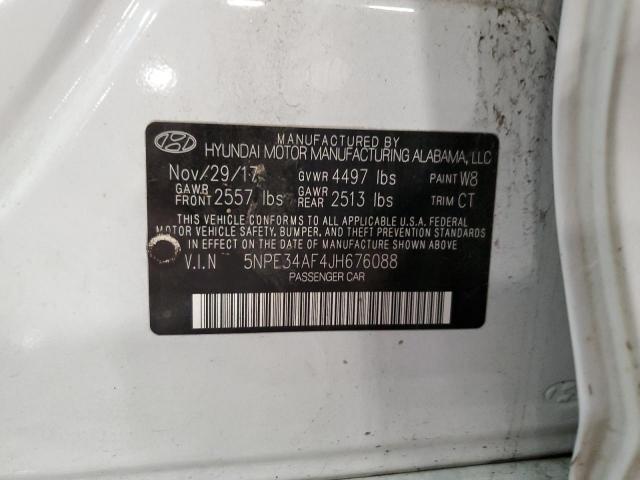 MANUFACTURED BY
HYUNDAI MOTOR MANUFACTURING ALABAMA, LLC
Nov/29/17 GVWR 4497 lbs PAINT W8
GAWR FRONT 2557 lbs GAWR REAR 2513 lbs TRIM CT
THIS VEHICLE CONFORMS TO ALL APPLICABLE U.S.A. FEDERAL
MOTOR VEHICLE SAFETY, BUMPER, AND THEFT PREVENTION STANDARDS
IN EFFECT ON THE DATE OF MANUFACTURE SHOWN ABOVE
V.I.N 5NPE34AF4JH676088
PASSENGER CAR